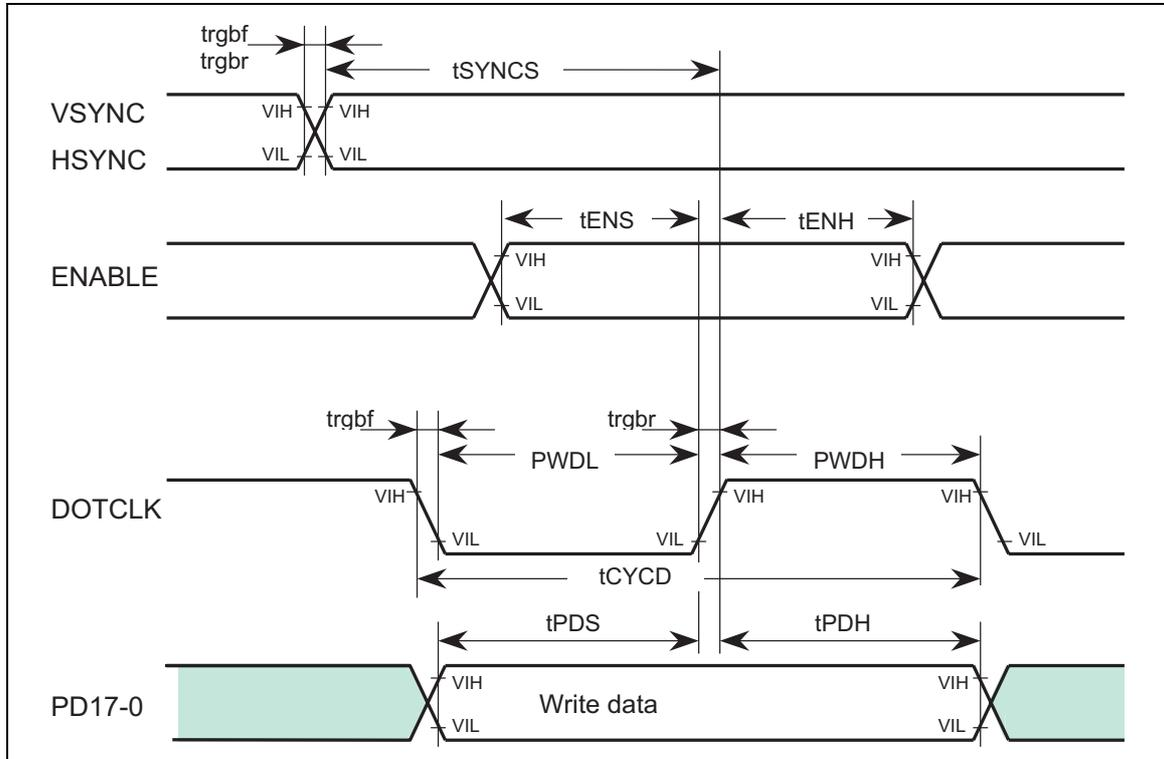 trgbf
trgbr
tSYNCS
VSYNC
VIH VIH
HSYNC
VIL VIL
tENS tENH
ENABLE
VIH VIH
VIL VIL
trgbf trgbr
PWDL PWDH
DOTCLK
VIH VIH VIH
VIL VIL VIL
tCYCD
tPDS tPDH
PD17-0
VIH VIH
Write data
VIL VIL